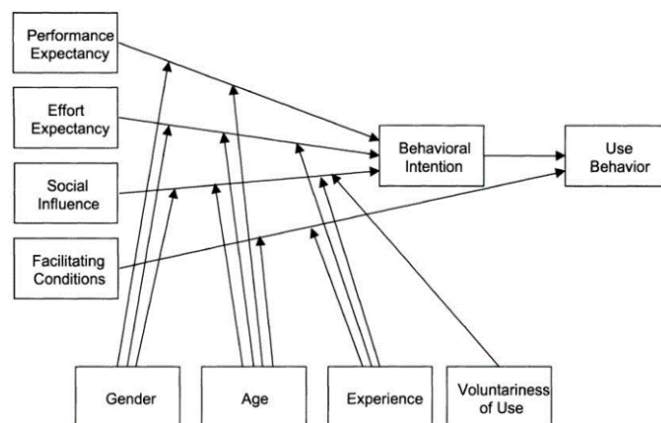 Performance
Expectancy
Effort
Expectancy
Social
Influence
Facilitating
Conditions
Behavioral
Intention
Use
Behavior
Gender
Age
Experience
Voluntariness
of Use